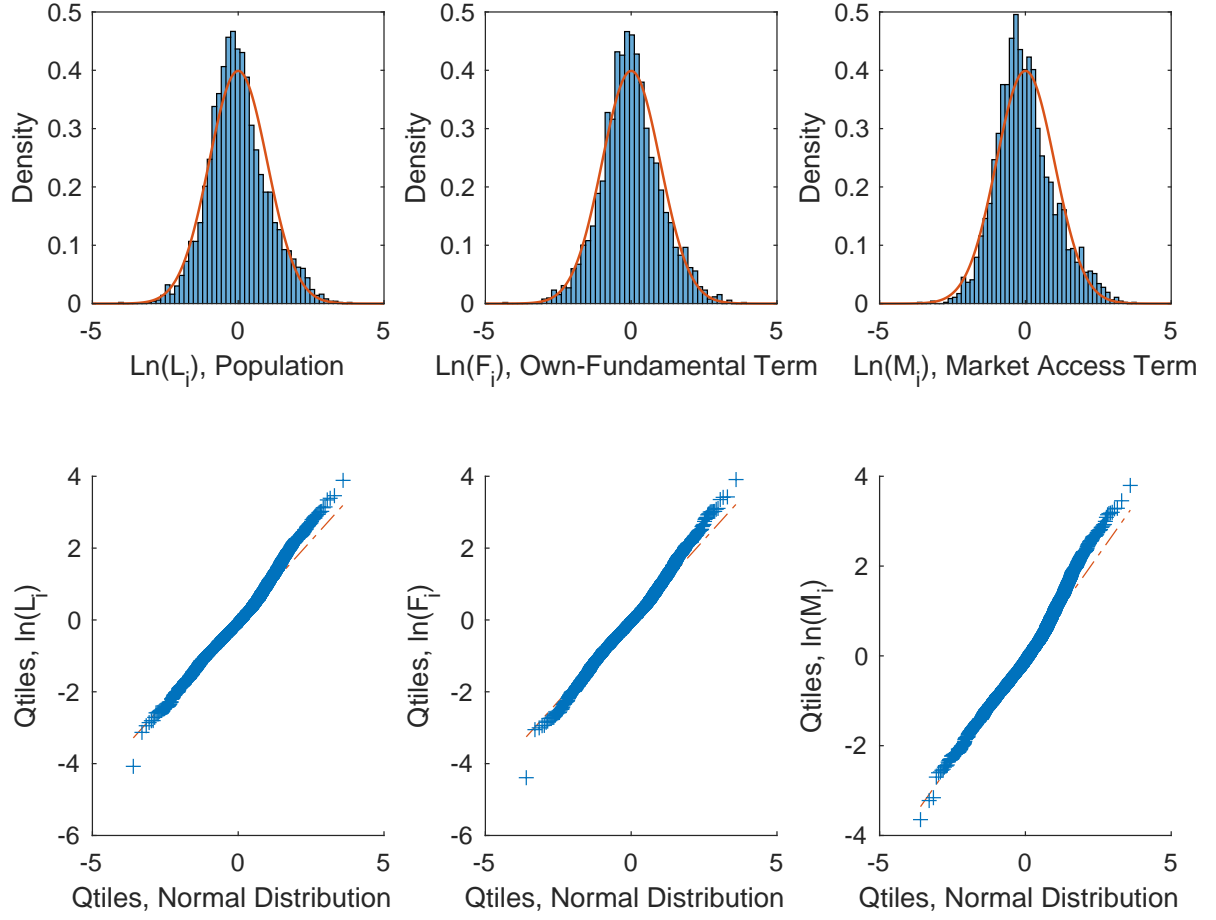 0.5
0.4
0.3
0.2
0.1
0
Density
-5 0 5
Ln(L_i), Population
0.5
0.4
0.3
0.2
0.1
0
Density
-5 0 5
Ln(F_i), Own-Fundamental Term
0.5
0.4
0.3
0.2
0.1
0
Density
-5 0 5
Ln(M_i), Market Access Term
4
2
0
-2
-4
-6
Qtiles, ln(L_i)
-5 0 5
Qtiles, Normal Distribution
4
2
0
-2
-4
-6
Qtiles, ln(F_i)
-5 0 5
Qtiles, Normal Distribution
4
2
0
-2
-4
Qtiles, ln(M_i)
-5 0 5
Qtiles, Normal Distribution